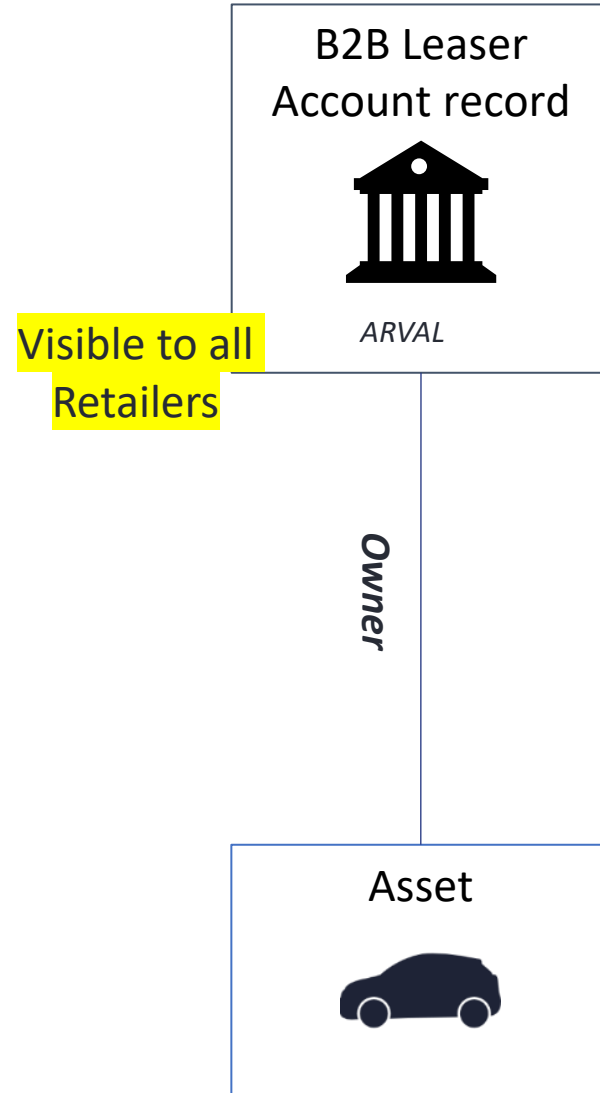 B2B Leaser
Account record
ARVAL
Visible to all
Retailers
Owner
Asset